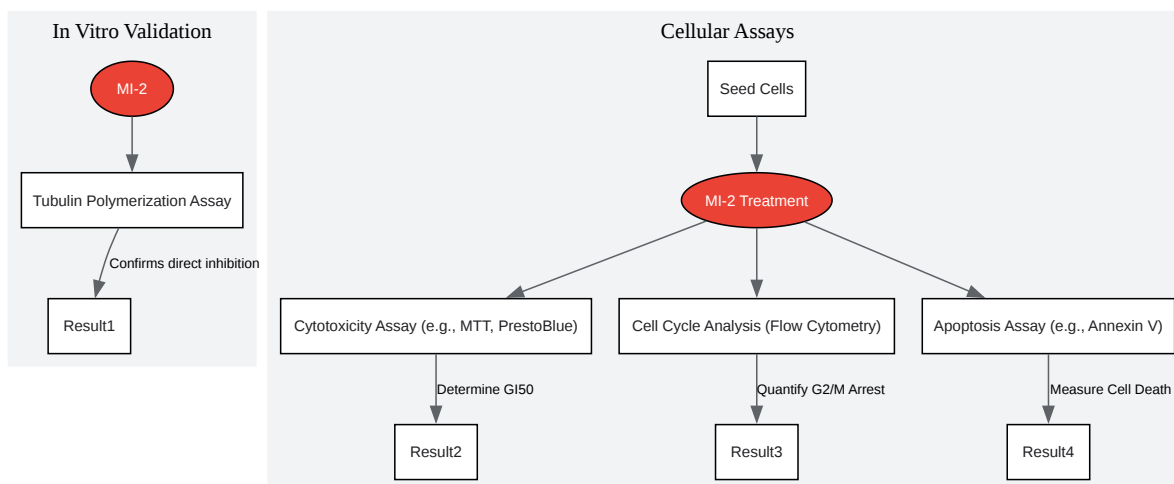 In Vitro Validation
MI-2
Tubulin Polymerization Assay
Confirms direct inhibition
Result1
Cellular Assays
Seed Cells
MI-2 Treatment
Cytotoxicity Assay (e.g., MTT, PrestoBlue)
Cell Cycle Analysis (Flow Cytometry)
Apoptosis Assay (e.g., Annexin V)
Determine GI50
Quantify G2/M Arrest
Measure Cell Death
Result2
Result3
Result4